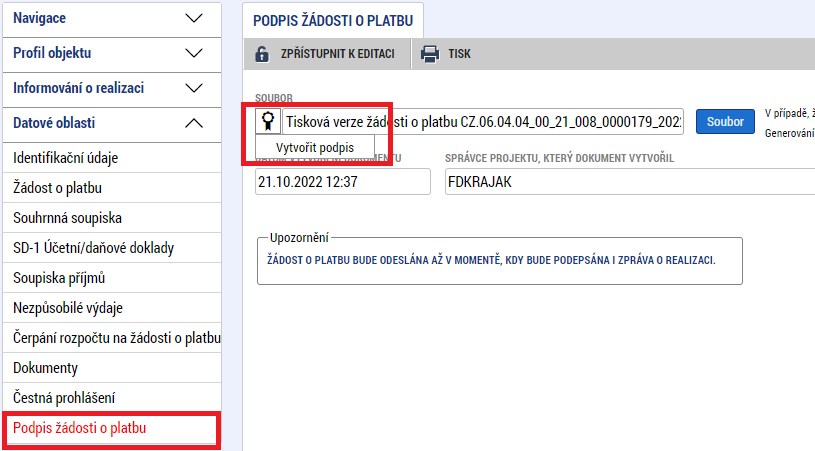 Navigace
Profil objektu
Informování o realizaci
Datové oblasti
Identifikační údaje
Žádost o platbu
Souhrnná soupiska
SD-1 Účetní/daňové doklady
Soupiska příjmů
Nezpůsobilé výdaje
Čerpání rozpočtu na žádosti o platbu
Dokumenty
Čestná prohlášení
Podpis žádosti o platbu
PODPIS ŽÁDOSTI O PLATBU
ZPŘÍSTUPNIT K EDITACI
TISK
SOUBOR
Tisková verze žádosti o platbu CZ.06.04.04_00_21_008_0000179_2022
Soubor
V případě, ž
Generování
Vytvořit podpis
SPRÁVCE PROJEKTU, KTERÝ DOKUMENT VYTVOŘIL
21.10.2022 12:37
FDKRAJAK
Upozornění
ŽÁDOST O PLATBU BUDE ODESLÁNA AŽ V MOMENTĚ, KDY BUDE PODEPSÁNA I ZPRÁVA O REALIZACI.